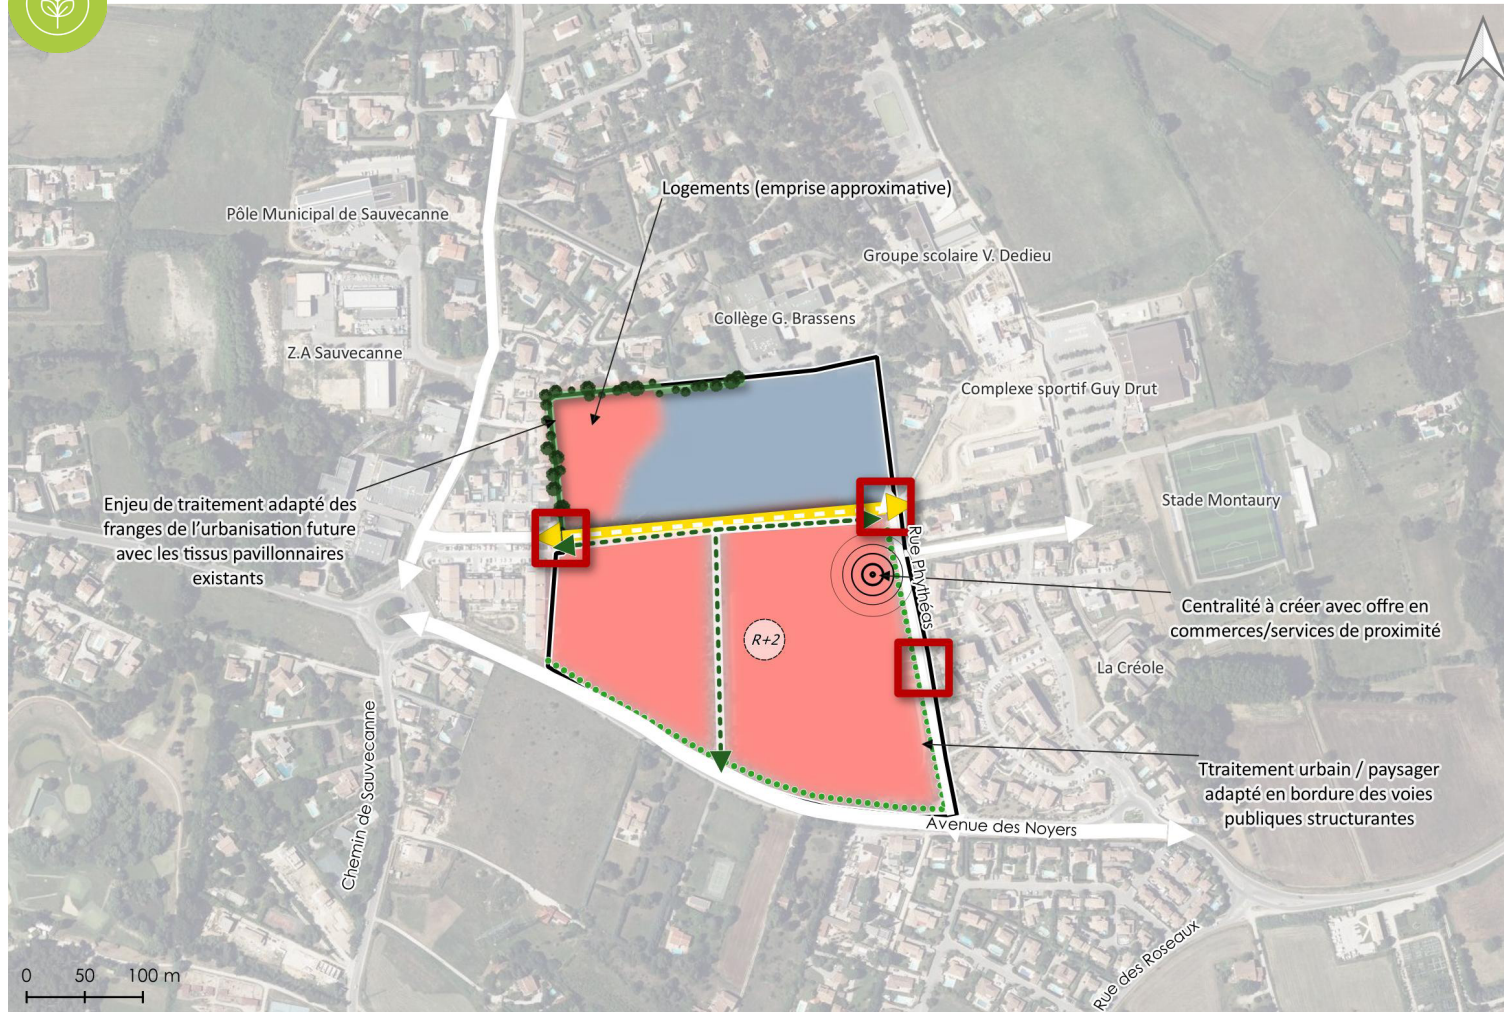 Logements (emprise approximative)
Pôle Municipal de Sauvecanne
Groupe scolaire V. Dedieu
Collège G. Brassens
Z.A Sauvecanne
Complexe sportif Guy Drut
Enjeu de traitement adapté des
franges de l'urbanisation future
avec les tissus pavillonnaires
existants
Stade Montaury
Rue Phythéas
Centralité à créer avec offre en
commerces/services de proximité
R+2
La Créole
Chemin de Sauvecanne
Ttraitement urbain / paysager
adapté en bordure des voies
publiques structurantes
Avenue des Noyers
Rue des Roseaux
0 50 100 m